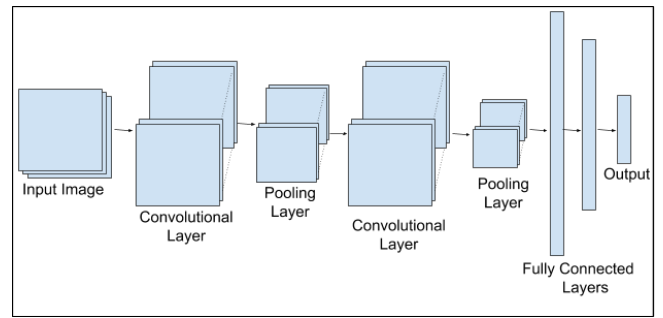 Input Image
Convolutional
Layer
Pooling
Layer
Convolutional
Layer
Pooling
Layer
Fully Connected
Layers
Output